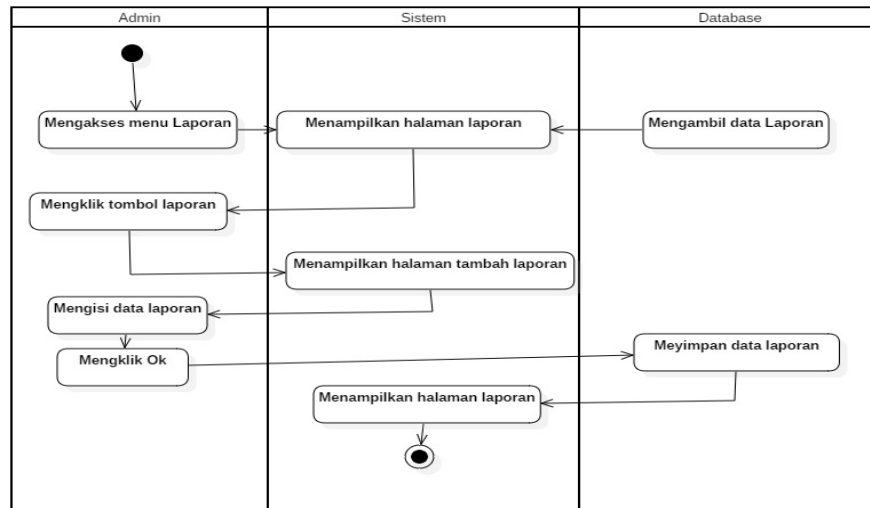 Admin
Sistem
Database
Mengakses menu Laporan
Menampilkan halaman laporan
Mengambil data Laporan
Mengklik tombol laporan
Menampilkan halaman tambah laporan
Mengisi data laporan
Mengklik Ok
Meyimpan data laporan
Menampilkan halaman laporan